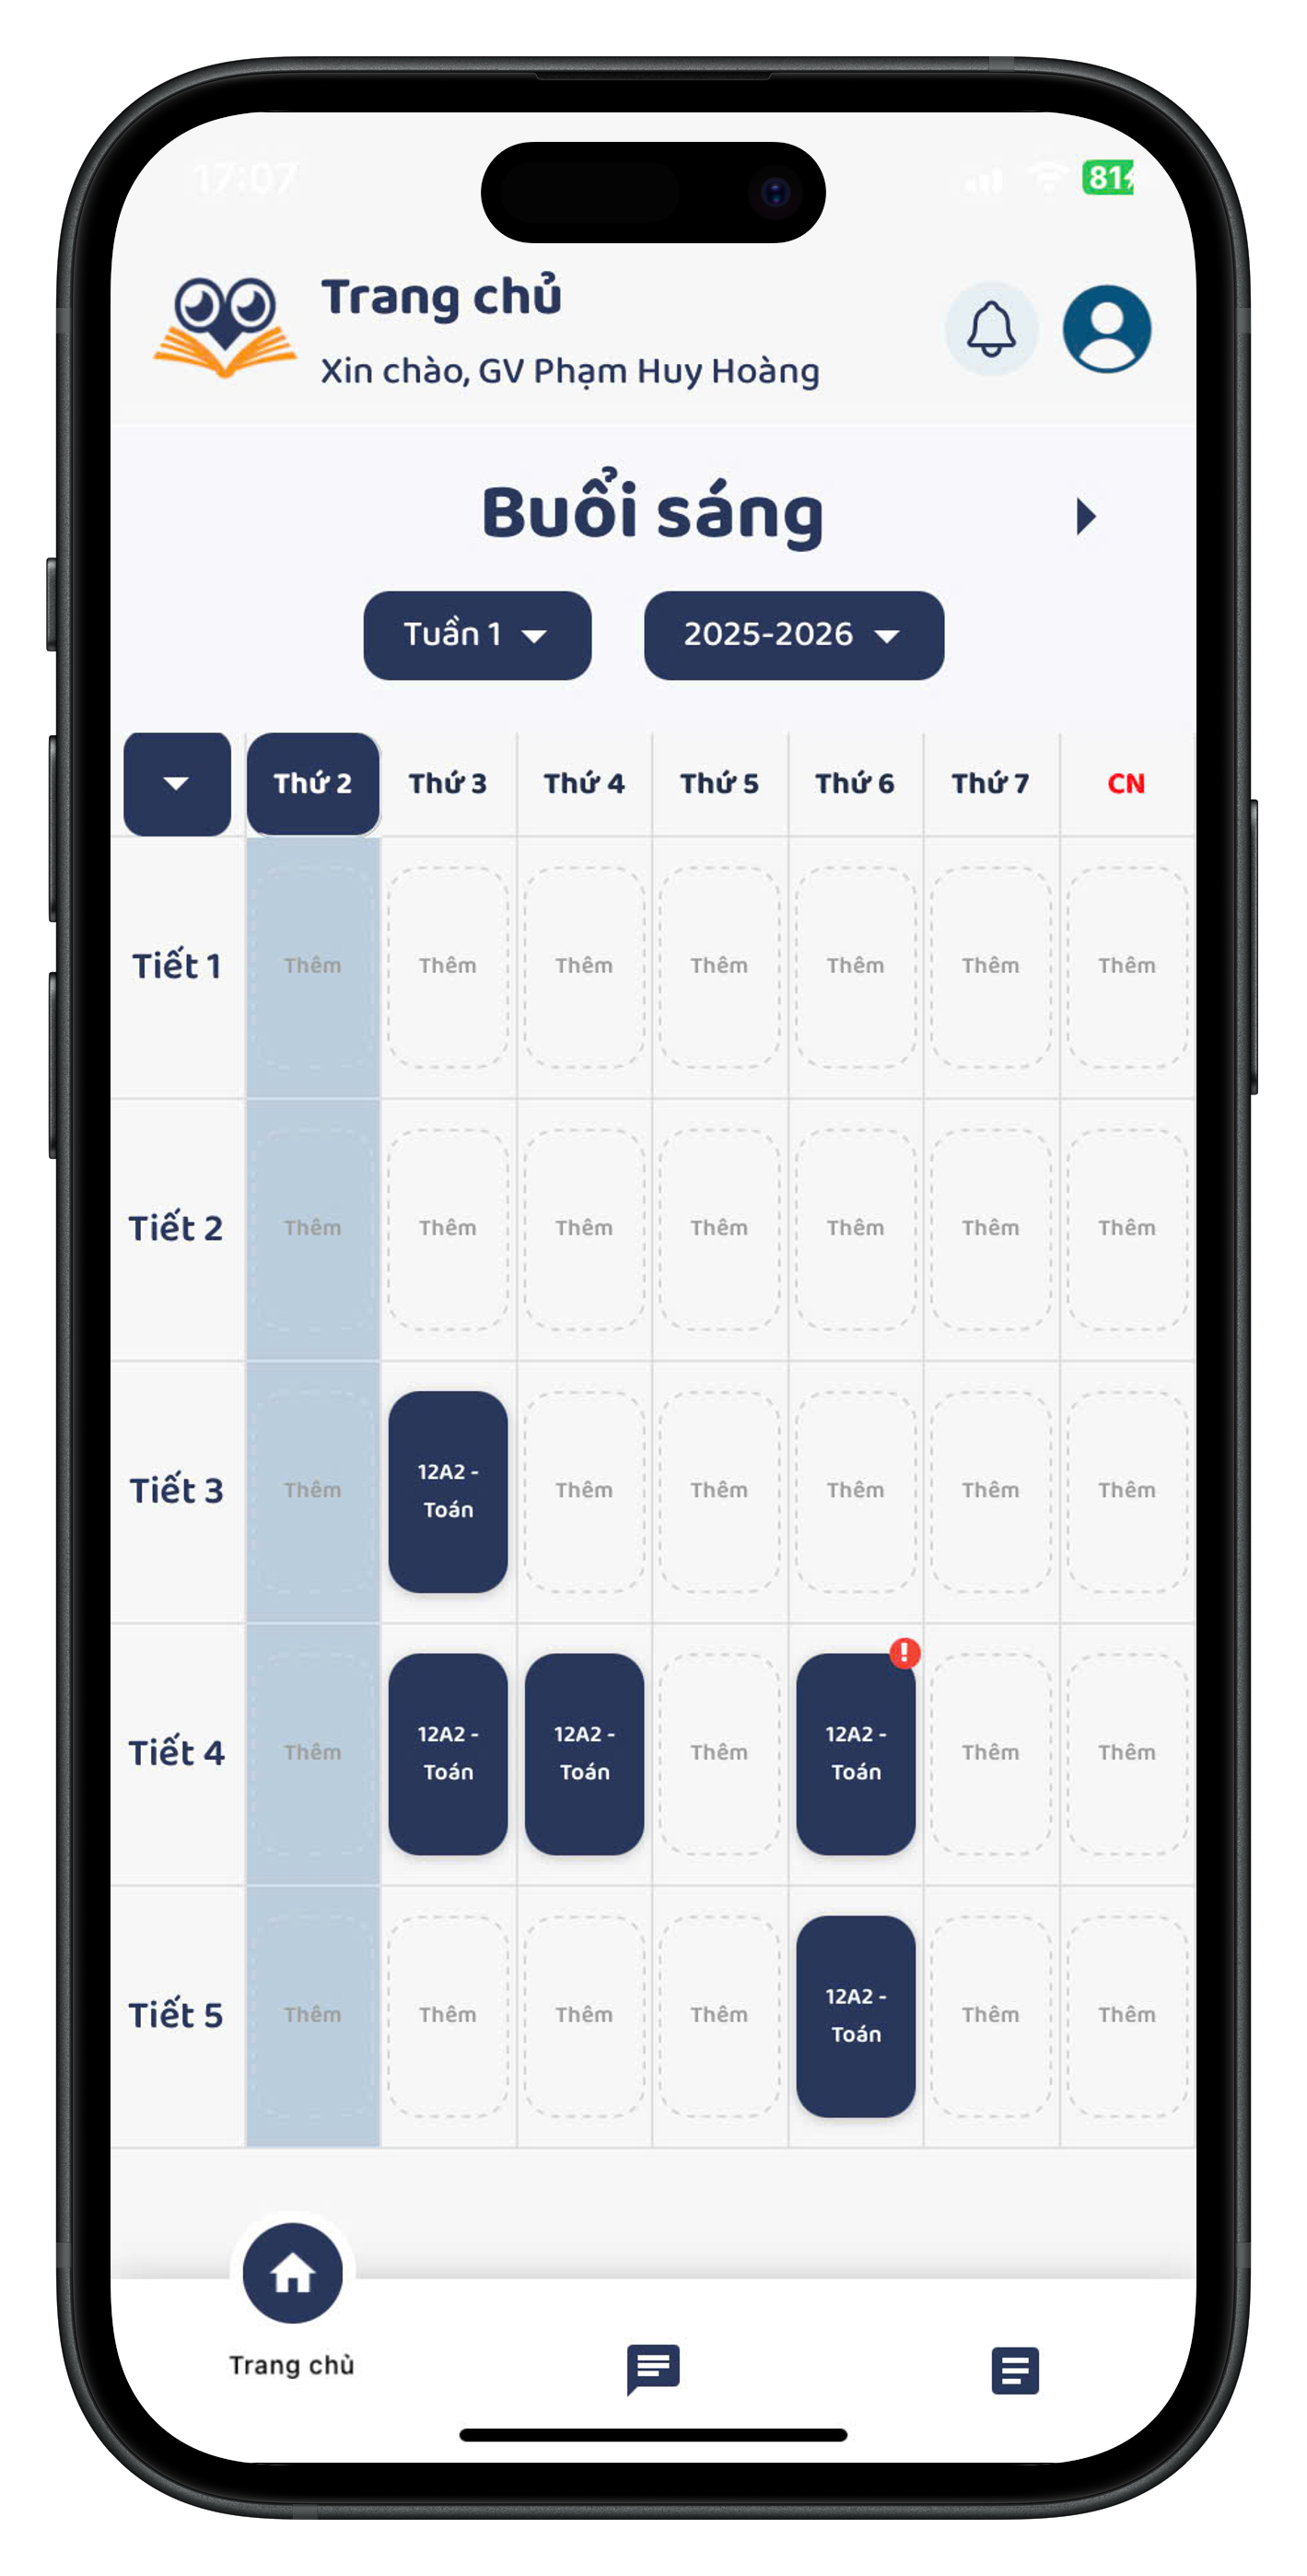 17:07
81
Trang chủ
Xin chào, GV Phạm Huy Hoàng
Buổi sáng
Tuần 1
2025-2026
Thứ 2 Thứ 3 Thứ 4 Thứ 5 Thứ 6 Thứ 7 CN
Tiết 1 Thêm Thêm Thêm Thêm Thêm Thêm Thêm
Tiết 2 Thêm Thêm Thêm Thêm Thêm Thêm Thêm
Tiết 3 Thêm 12A2 - Toán Thêm Thêm Thêm Thêm Thêm
Tiết 4 Thêm 12A2 - Toán 12A2 - Toán Thêm 12A2 - Toán ! Thêm Thêm
Tiết 5 Thêm Thêm Thêm Thêm 12A2 - Toán Thêm Thêm
Trang chủ